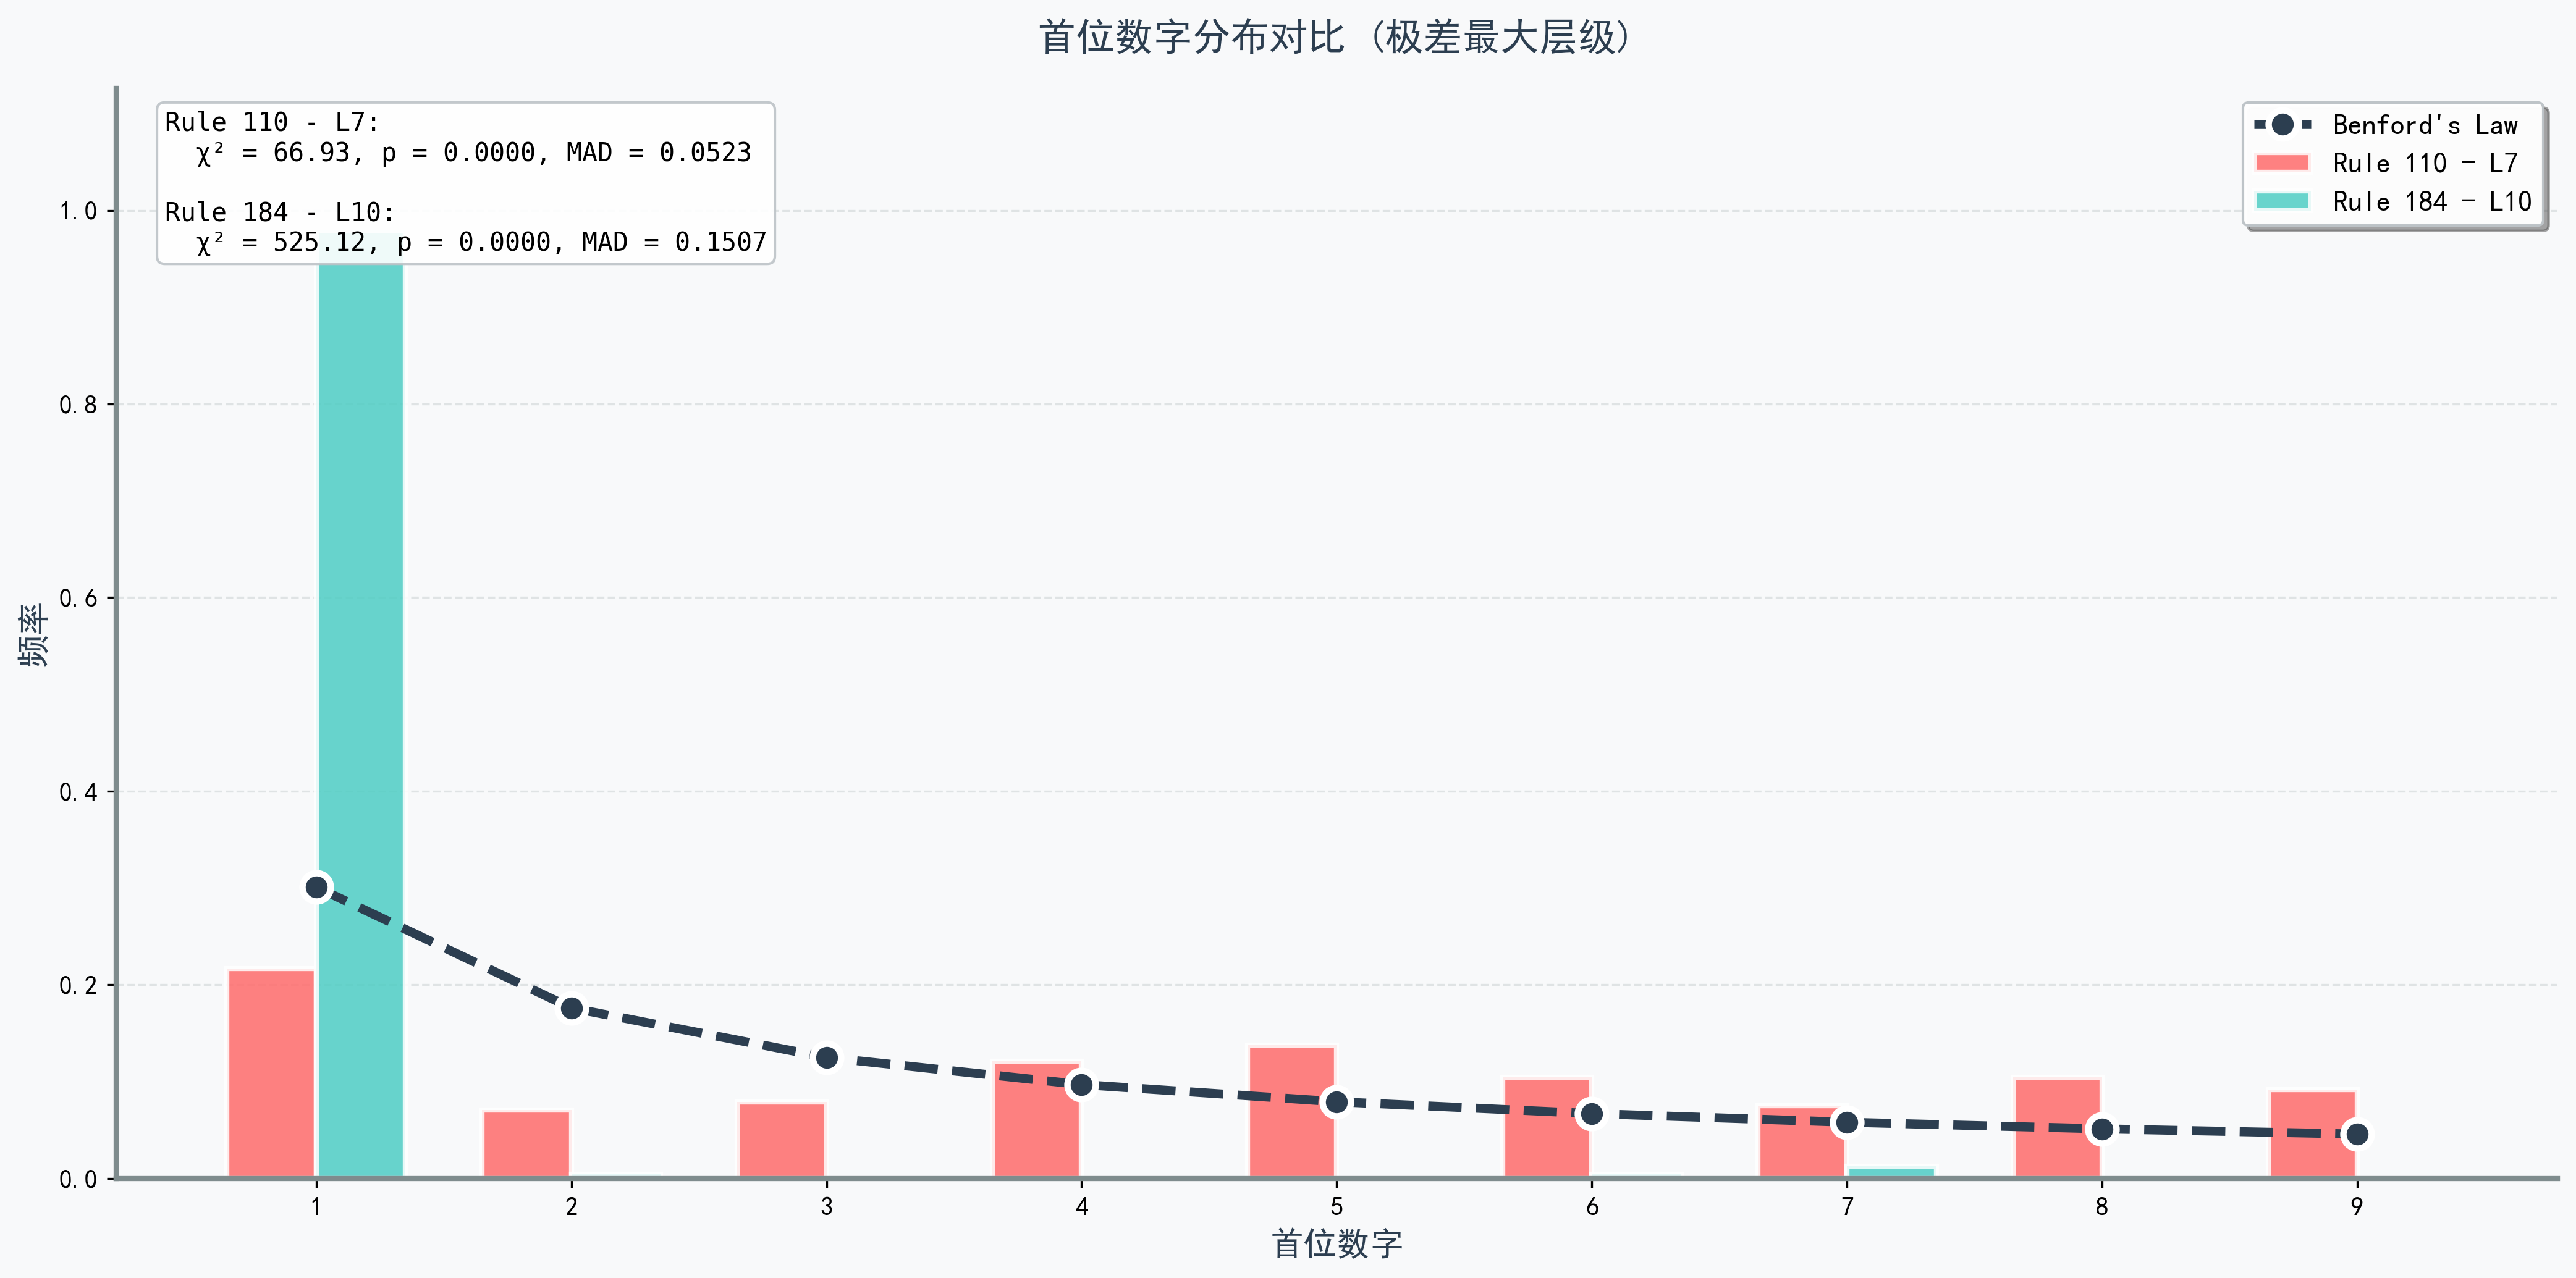 首位数字分布对比 (极差最大层级)
Rule 110 - L7:
χ² = 66.93, p = 0.0000, MAD = 0.0523
Rule 184 - L10:
χ² = 525.12, p = 0.0000, MAD = 0.1507
Benford's Law
Rule 110 - L7
Rule 184 - L10
1.0
0.8
0.6
0.4
0.2
0.0
频率
1 2 3 4 5 6 7 8 9
首位数字